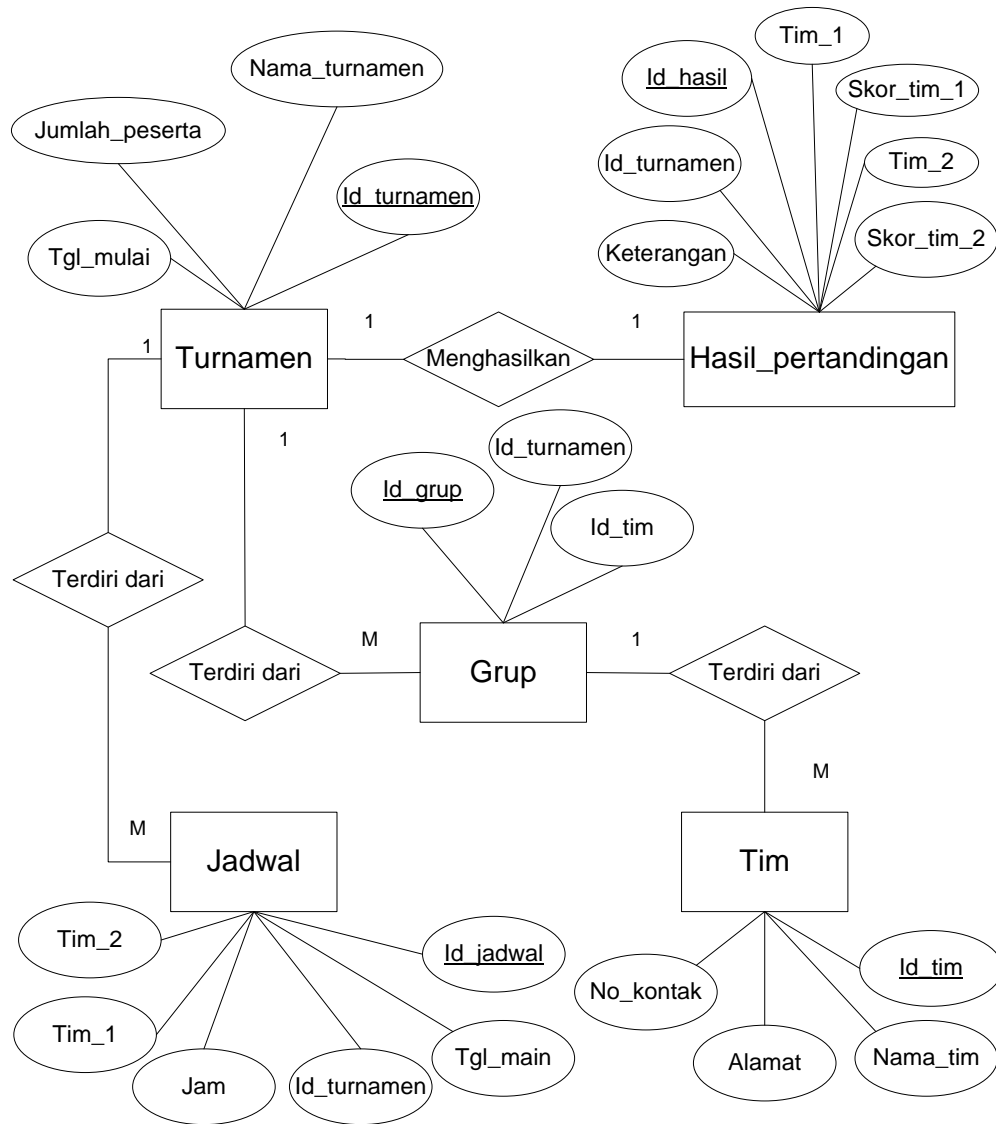 Tim_1
Nama_turnamen
Id_hasil
Skor_tim_1
Jumlah_peserta
Id_turnamen
Tim_2
Id_turnamen
Tgl_mulai
Keterangan
Skor_tim_2
1
Turnamen
1
Menghasilkan
1
Hasil_pertandingan
1
Id_turnamen
Id_grup
Id_tim
Terdiri dari
Terdiri dari
M
Grup
1
Terdiri dari
M
M
Jadwal
Tim
Tim_2
Id_jadwal
Id_tim
No_kontak
Tim_1
Jam
Id_turnamen
Tgl_main
Alamat
Nama_tim